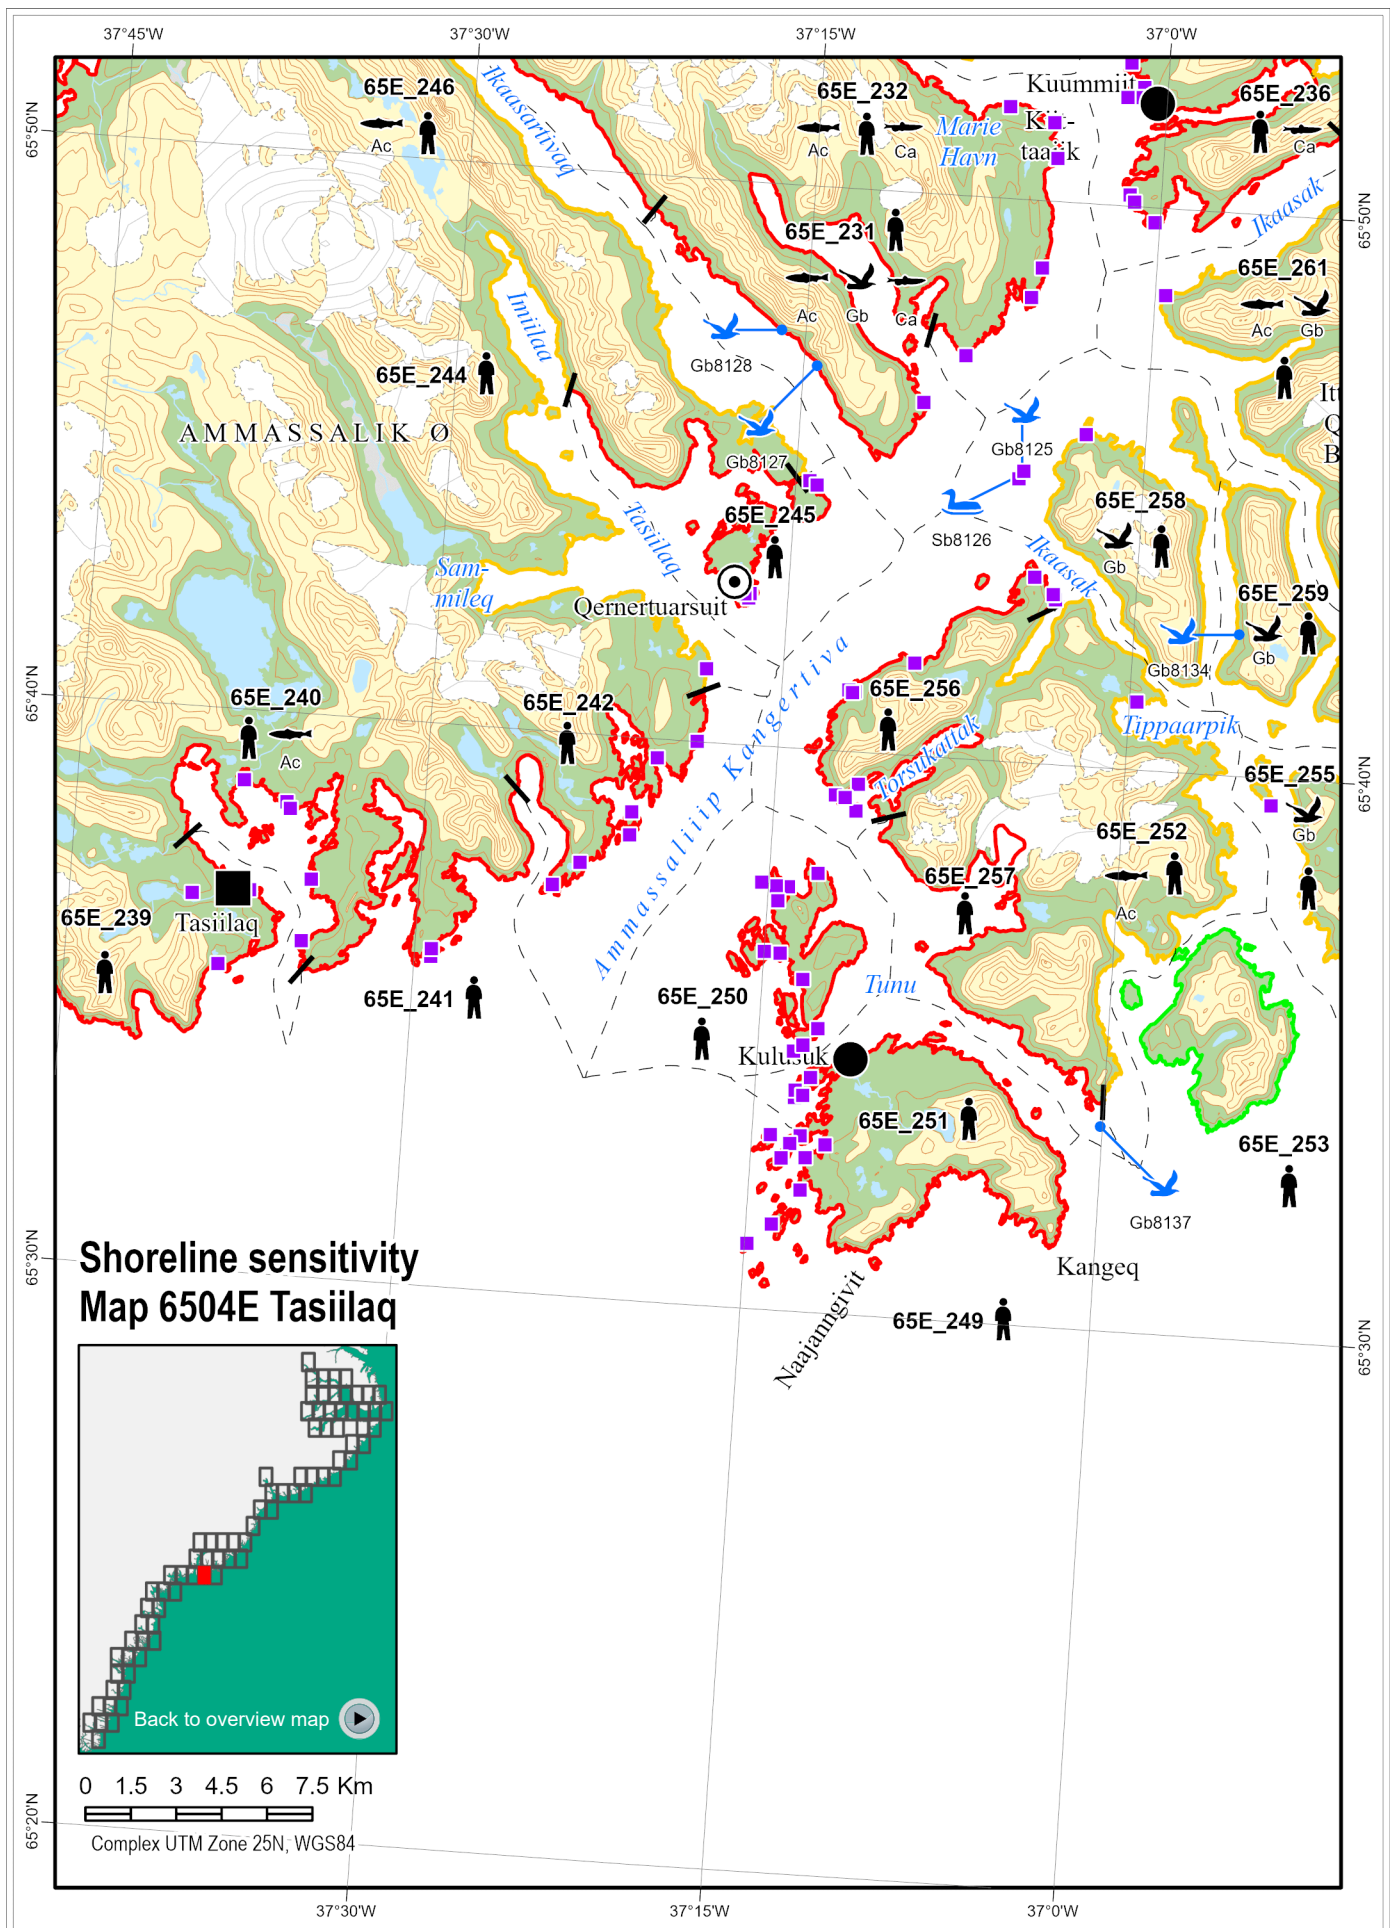 37°45'W
37°30'W
37°15'W
37°0'W
65°50'N
65°50'N
65E_246
Ac
Ikaasartivaq
65E_232
Ac
Ca
Marie
Havn
Kuummiit
Kiit-
taajik
65E_236
Ca
Ikaasak
65E_231
Ac
Gb
Ca
65E_261
Ac
Gb
Imiilaa
65E_244
Gb8128
AMMASSALIK Ø
Gb8127
Gb8125
Itt
Q
B
65E_245
Sb8126
65E_258
Gb
Tasiilaq
Ikaasak
Sam-
mileq
Qernertuarsuit
65E_259
Gb
Gb8134
65°40'N
65°40'N
65E_240
Ac
65E_242
65E_256
Torsukattak
Tippaarpik
Ammassaliiip Kangertiva
65E_255
Gb
65E_252
Ac
65E_257
65E_239
Tasiilaq
65E_241
65E_250
Tunu
Kulusuk
65E_251
65E_253
Gb8137
65°30'N
65°30'N
Kangeq
Naajanngivit
65E_249
Shoreline sensitivity
Map 6504E Tasiilaq
Back to overview map
0 1.5 3 4.5 6 7.5 Km
Complex UTM Zone 25N, WGS84
65°20'N
37°30'W
37°15'W
37°0'W